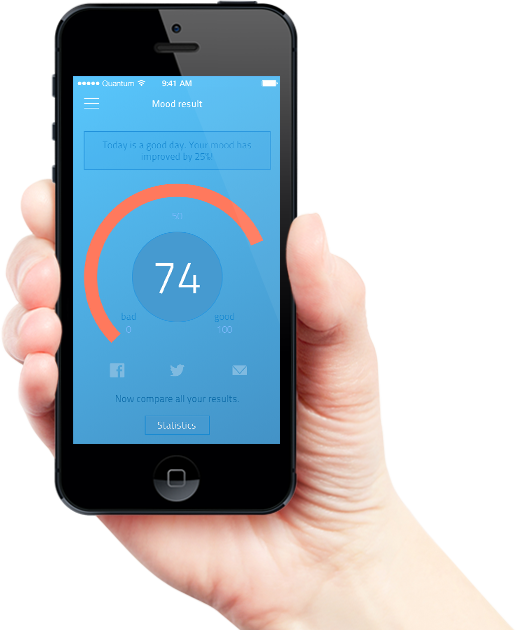 Quantum 9:41 AM
Mood result
Today is a good day. Your mood has
improved by 25%!
50
74
bad good
0 100
Now compare all your results.
Statistics